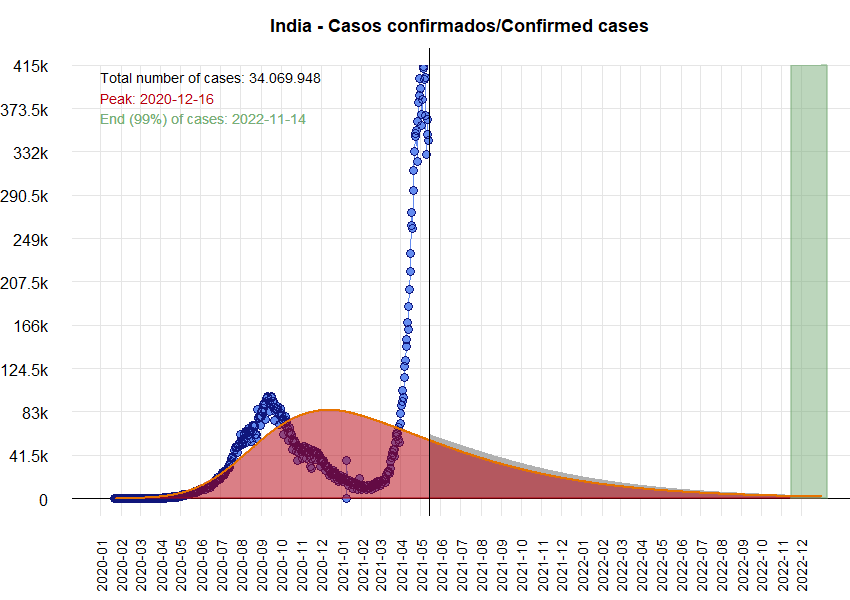 India - Casos confirmados/Confirmed cases
Total number of cases: 34.069.948
Peak: 2020-12-16
End (99%) of cases: 2022-11-14
415k
373.5k
332k
290.5k
249k
207.5k
166k
124.5k
83k
41.5k
0
2020-01
2020-02
2020-03
2020-04
2020-05
2020-06
2020-07
2020-08
2020-09
2020-10
2020-11
2020-12
2021-01
2021-02
2021-03
2021-04
2021-05
2021-06
2021-07
2021-08
2021-09
2021-10
2021-11
2021-12
2022-01
2022-02
2022-03
2022-04
2022-05
2022-06
2022-07
2022-08
2022-09
2022-10
2022-11
2022-12